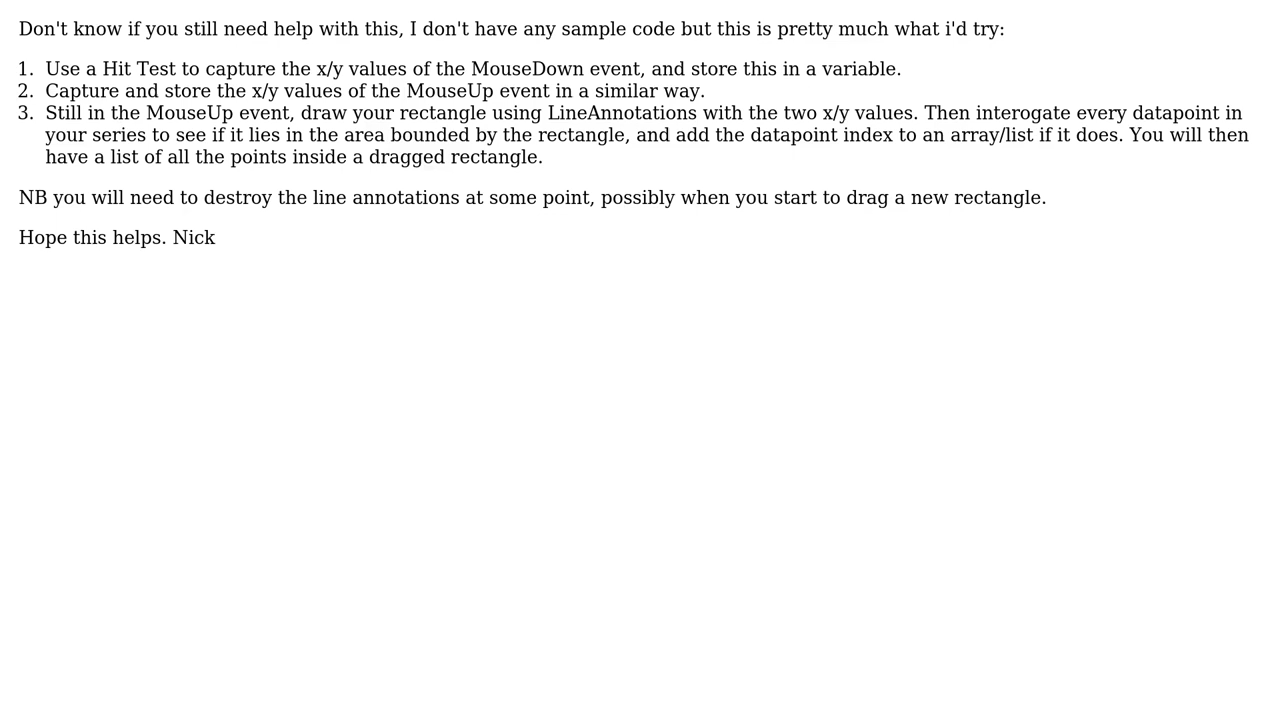 Don't know if you still need help with this, I don't have any sample code but this is pretty much what i'd try:
1. Use a Hit Test to capture the x/y values of the MouseDown event, and store this in a variable.
2. Capture and store the x/y values of the MouseUp event in a similar way.
3. Still in the MouseUp event, draw your rectangle using LineAnnotations with the two x/y values. Then interogate every datapoint in
your series to see if it lies in the area bounded by the rectangle, and add the datapoint index to an array/list if it does. You will then
have a list of all the points inside a dragged rectangle.
NB you will need to destroy the line annotations at some point, possibly when you start to drag a new rectangle.
Hope this helps. Nick